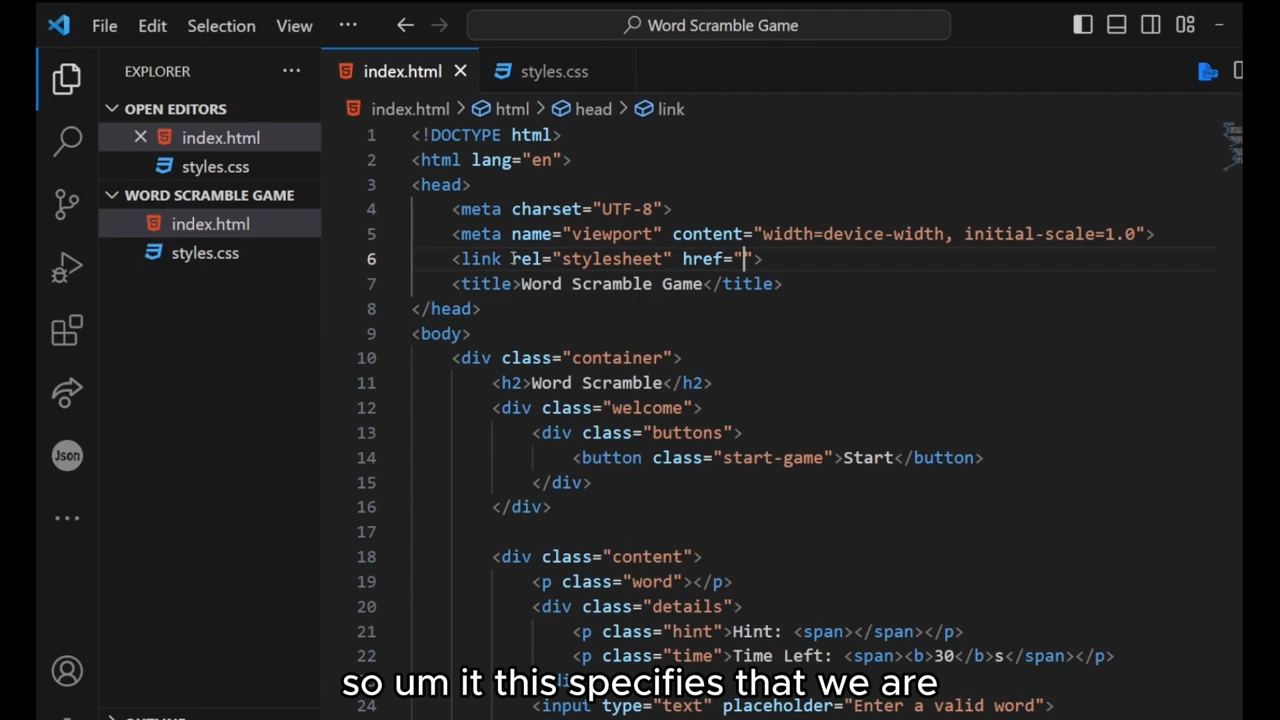 File Edit Selection View ··· Word Scramble Game
EXPLORER ···
OPEN EDITORS
index.html
styles.css
WORD SCRAMBLE GAME
index.html
styles.css
Json
index.html styles.css
index.html > html > head > link
1 <!DOCTYPE html>
2 <html lang="en">
3 <head>
4 <meta charset="UTF-8">
5 <meta name="viewport" content="width=device-width, initial-scale=1.0">
6 <link rel="stylesheet" href="">
7 <title>Word Scramble Game</title>
8 </head>
9 <body>
10 <div class="container">
11 <h2>Word Scramble</h2>
12 <div class="welcome">
13 <div class="buttons">
14 <button class="start-game">Start</button>
15 </div>
16 </div>
17
18 <div class="content">
19 <p class="word"></p>
20 <div class="details">
21 <p class="hint">Hint: <span></span></p>
22 <p class="time">Time Left: <span><b>30</b>s</span></p>
24 <input type="text" placeholder="Enter a valid word">
so um it this specifies that we are